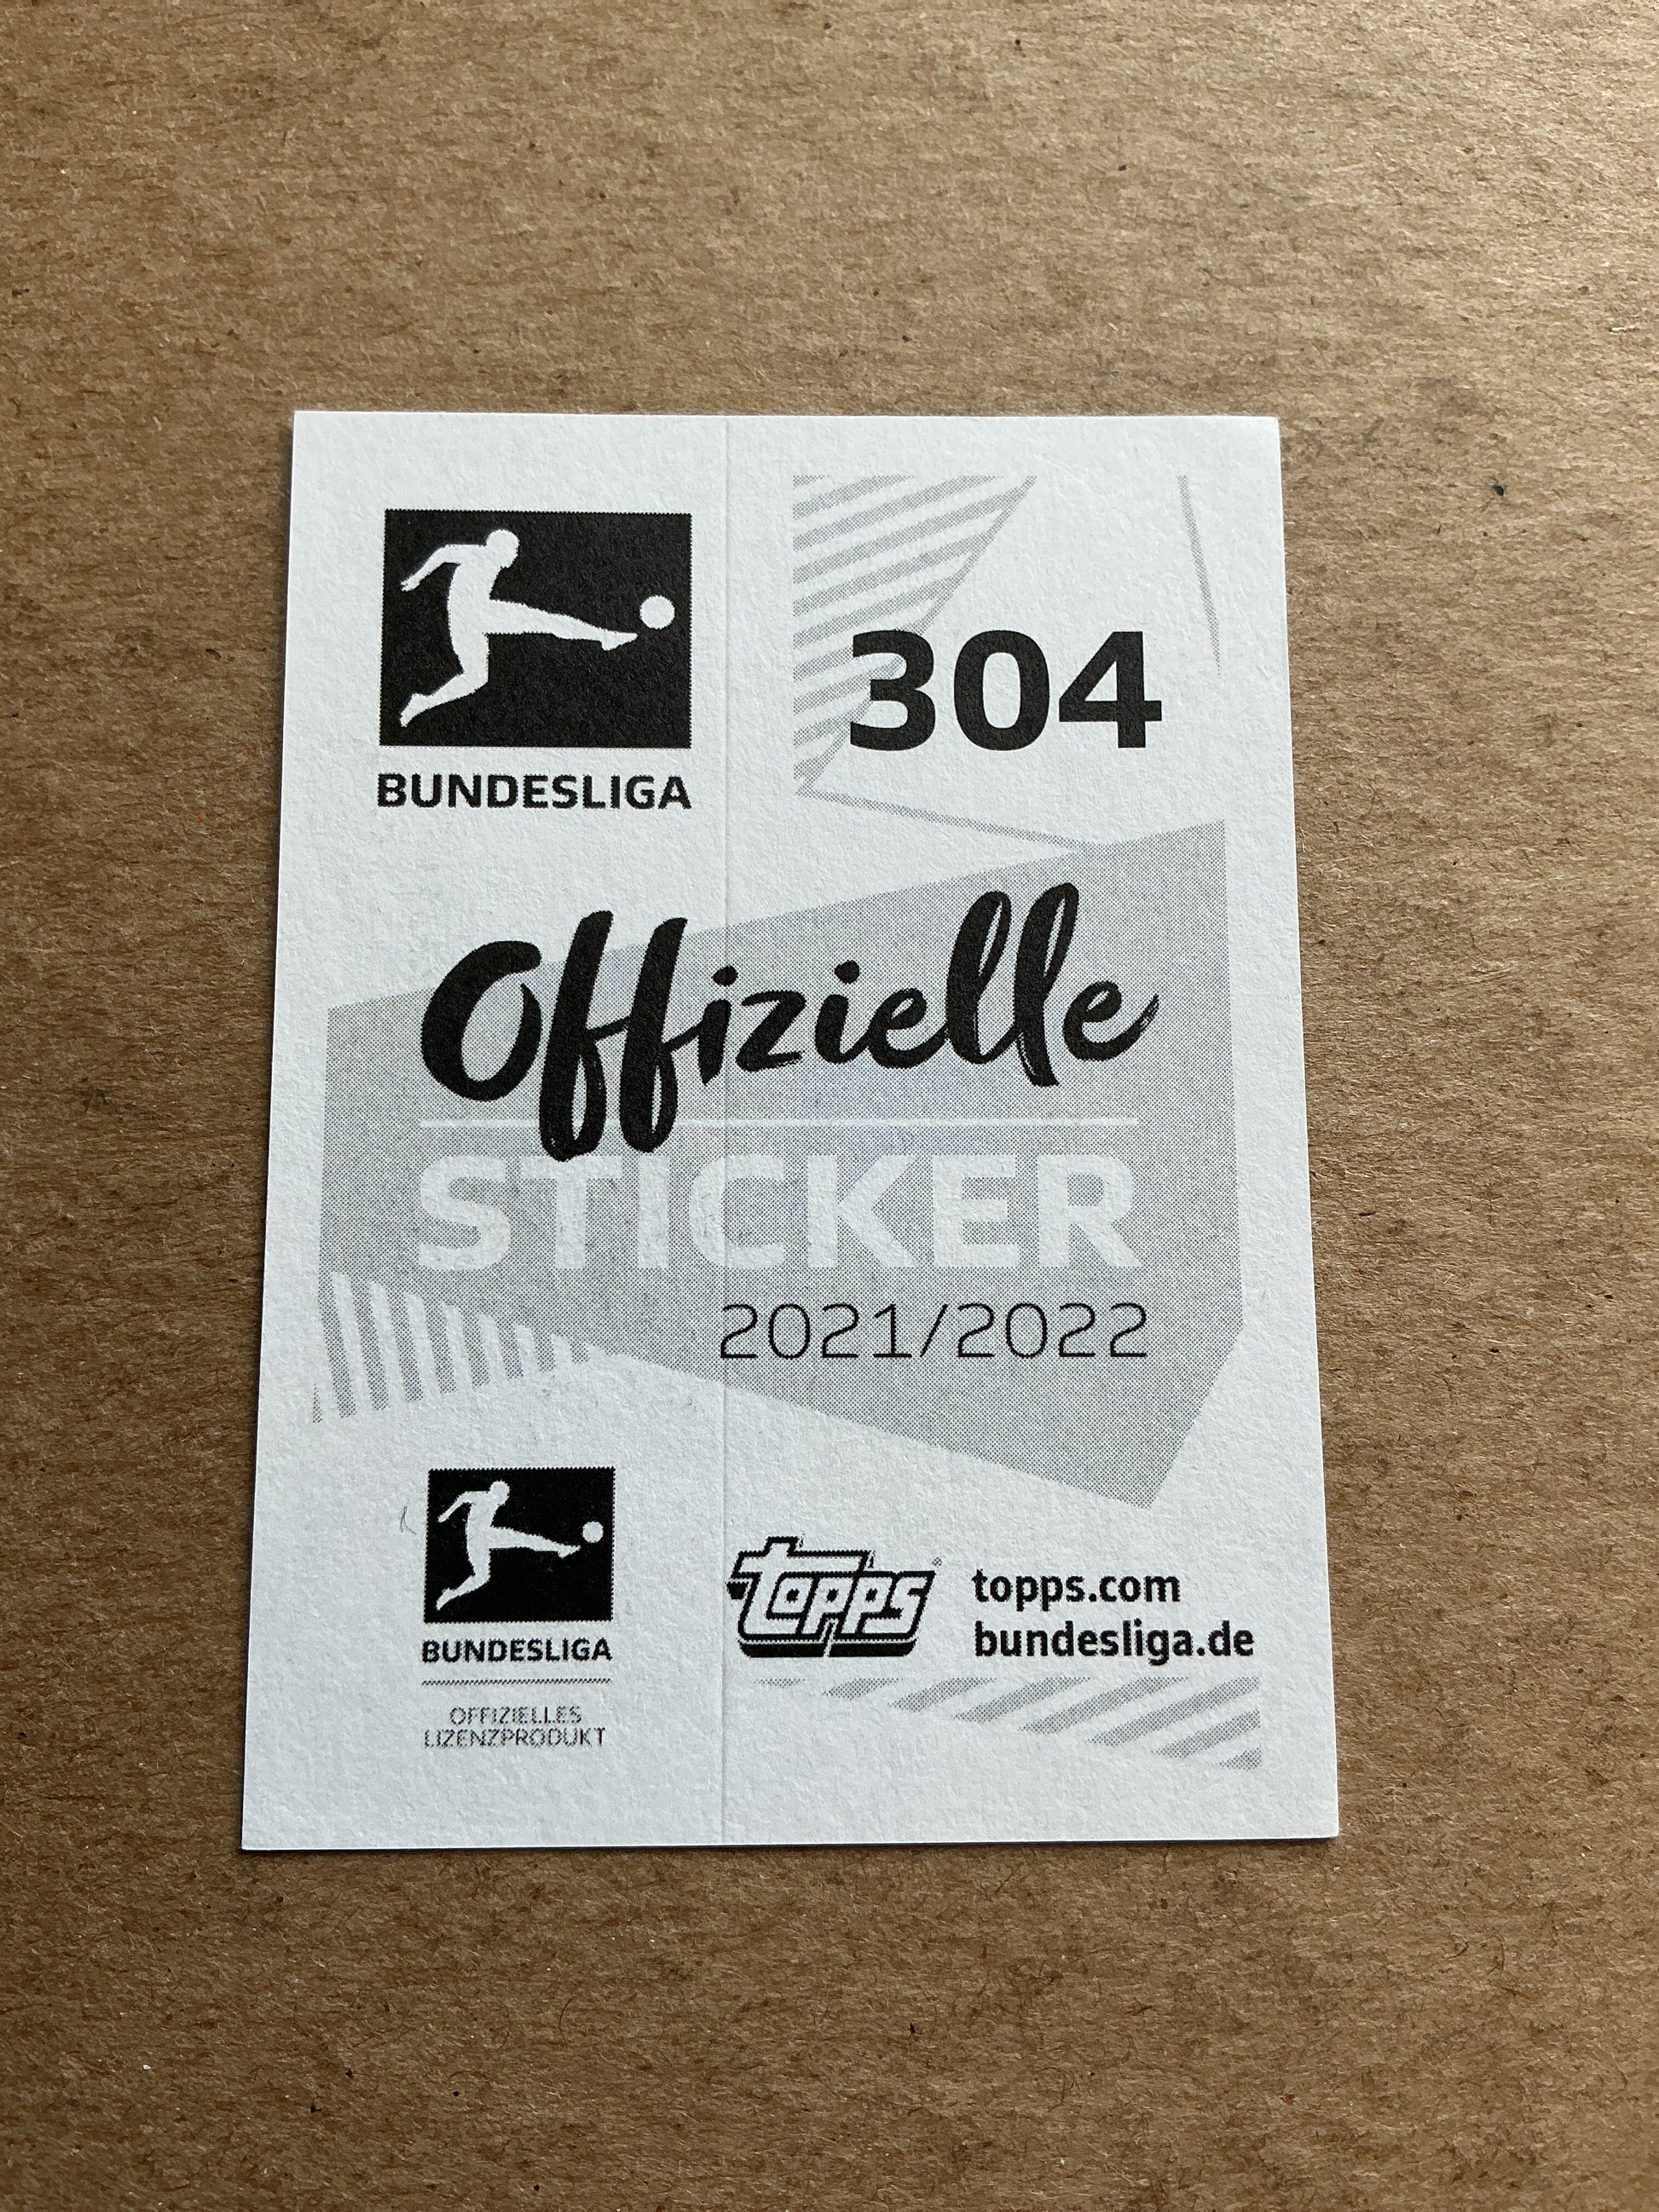 BUNDESLIGA
304
Offizielle
STICKER
2021/2022
BUNDESLIGA
OFFIZIELLES
LIZENZPRODUKT
Topps
topps.com
bundesliga.de